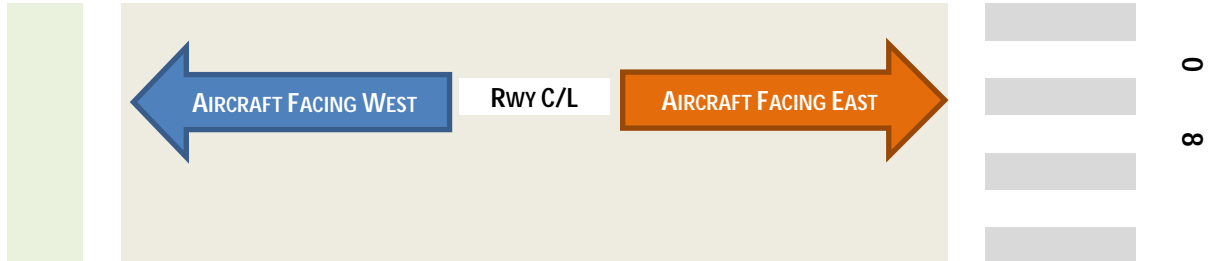 AIRCRAFT FACING WEST
RWY C/L
AIRCRAFT FACING EAST
0 8